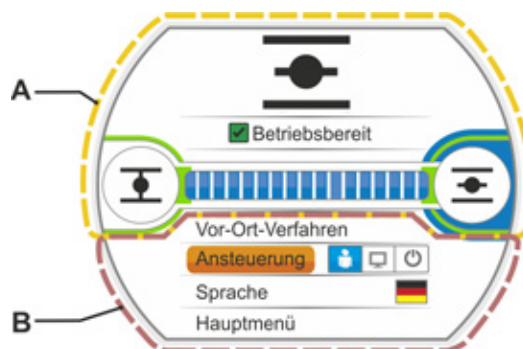 A
Betriebsbereit
Vor-Ort-Verfahren
Ansteuerung
Sprache
B
Hauptmenü